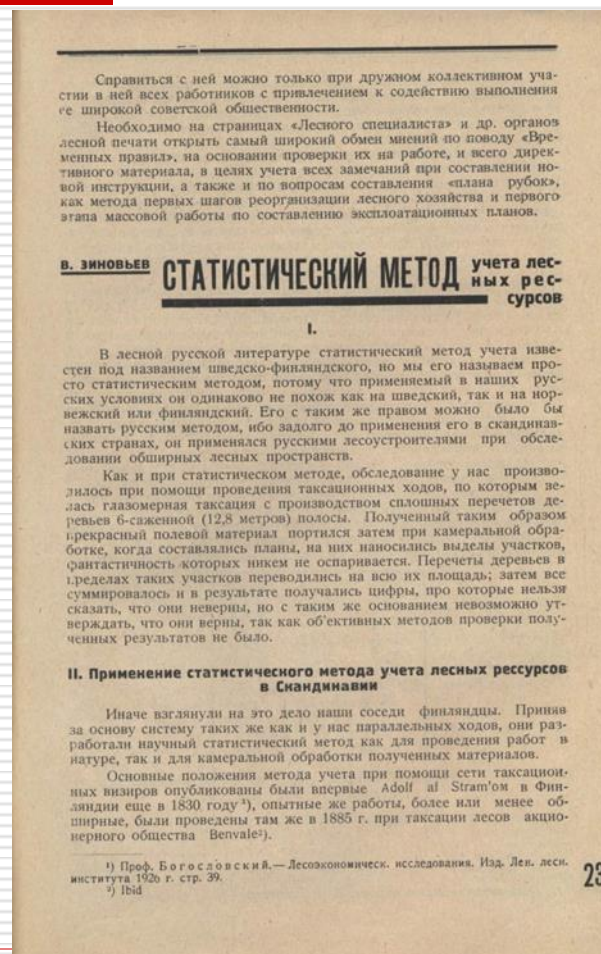 Справиться с ней можно только при дружном коллективном уча-
стии в ней всех работников с привлечением к содействию выполнения
ее широкой советской общественности.
Необходимо на страницах «Лесного специалиста» и др. органов
лесной печати открыть самый широкий обмен мнений по поводу «Вре-
менных правил», на основании проверки их на работе, и всего дирек-
тивного материала, в целях учета всех замечаний при составлении но-
вой инструкции, а также и по вопросам составления «плана рубок»,
как метода первых шагов реорганизации лесного хозяйства и первого
этапа массовой работы по составлению эксплоатационных планов.
В. ЗИНОВЬЕВ СТАТИСТИЧЕСКИЙ МЕТОД учета лес-
ных рес-
сурсов
I.
В лесной русской литературе статистический метод учета изве-
стен под названием шведско-финляндского, но мы его называем про-
сто статистическим методом, потому что применяемый в наших рус-
ских условиях он одинаково не похож как на шведский, так и на нор-
вежский или финляндский. Его с таким же правом можно было бы
назвать русским методом, ибо задолго до применения его в скандинав-
ских странах, он применялся русскими лесоустроителями при обсле-
довании обширных лесных пространств.
Как и при статистическом методе, обследование у нас произво-
дилось при помощи проведения таксационных ходов, по которым ве-
лась глазомерная таксация с производством сплошных перечетов де-
ревьев 6-саженной (12,8 метров) полосы. Полученный таким образом
прекрасный полевой материал портился затем при камеральной обра-
ботке, когда составлялись планы, на них наносились выделы участков,
фантастичность которых никем не оспаривается. Перечеты деревьев в
пределах таких участков переводились на всю их площадь; затем все
суммировалось и в результате получались цифры, про которые нельзя
сказать, что они неверны, но с таким же основанием невозможно ут-
верждать, что они верны, так как об'ективных методов проверки полу-
ченных результатов не было.
II. Применение статистического метода учета лесных рессурсов
в Скандинавии
Иначе взглянули на это дело наши соседи финляндцы. Приняв
за основу систему таких же как и у нас параллельных ходов, они раз-
работали научный статистический метод как для проведения работ в
натуре, так и для камеральной обработки полученных материалов.
Основные положения метода учета при помощи сети таксацион-
ных визиров опубликованы были впервые Adolf al Stram'ом в Фин-
ляндии еще в 1830 году ¹), опытные же работы, более или менее об-
ширные, были проведены там же в 1885 г. при таксации лесов акцио-
нерного общества Benvale²).
¹) Проф. Богословский.—Лесоэкономическ. исследования. Изд. Лен. лесн.
института 1926 г. стр. 39.
²) Ibid
23